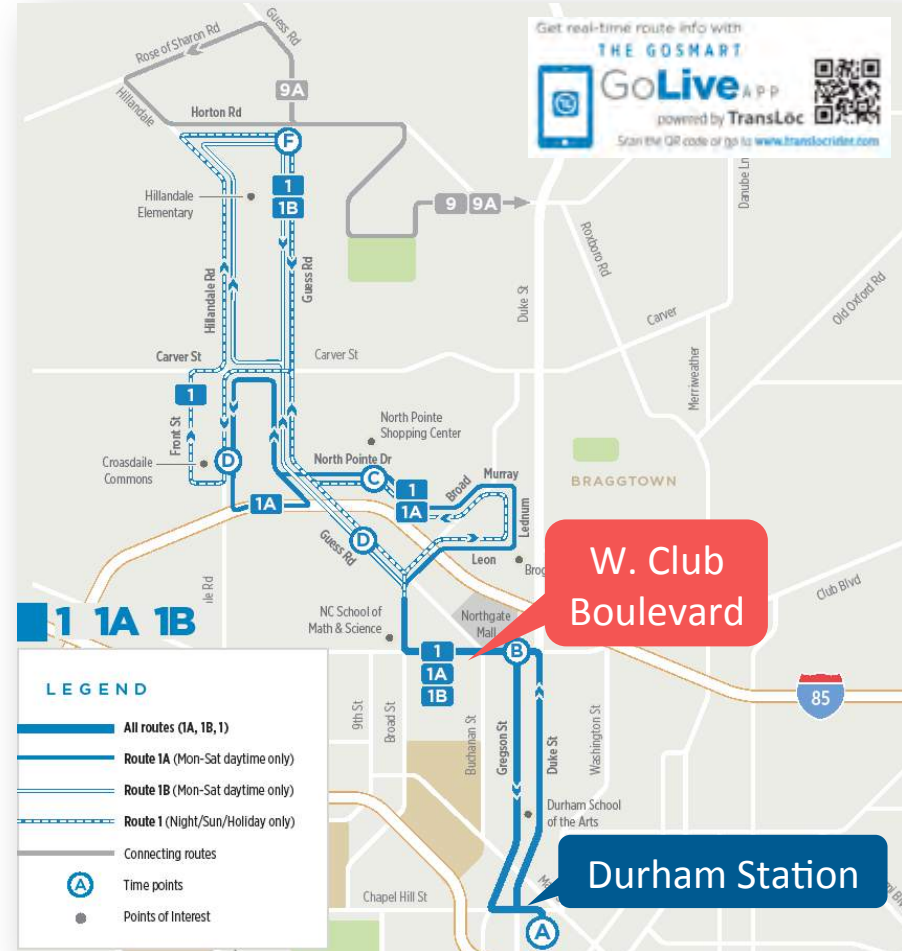 Get real-time route info with
THE GOSMART
GoLive APP
powered by TransLoc
Scan the QR code or go to www.translocrider.com
Rose of Sharon Rd
Guess Rd
9A
Hillandale
Horton Rd
F
Hillandale
Elementary
1
1B
9 9A
Danube Ln
Roxboro Rd
Hillandale Rd
Guess Rd
Duke St
Old Oxford Rd
Carver
Carver St
Carver St
Merriweather
1
Front St
North Pointe
Shopping Center
Croasdaile
Commons
D
North Pointe Dr
C
1
1A
Broad
Murray
BRAGGTOWN
1A
Lednum
Guess Rd
D
Leon
W. Club
Boulevard
Club Blvd
1 1A 1B
NC School of
Math & Science
Northgate
Mall
1
1A
1B
B
85
LEGEND
All routes (1A, 1B, 1)
Route 1A (Mon-Sat daytime only)
Route 1B (Mon-Sat daytime only)
Route 1 (Night/Sun/Holiday only)
Connecting routes
A Time points
Points of Interest
9th St
Broad St
Buchanan St
Gregson St
Duke St
Washington St
Durham School
of the Arts
Durham Station
Chapel Hill St
A